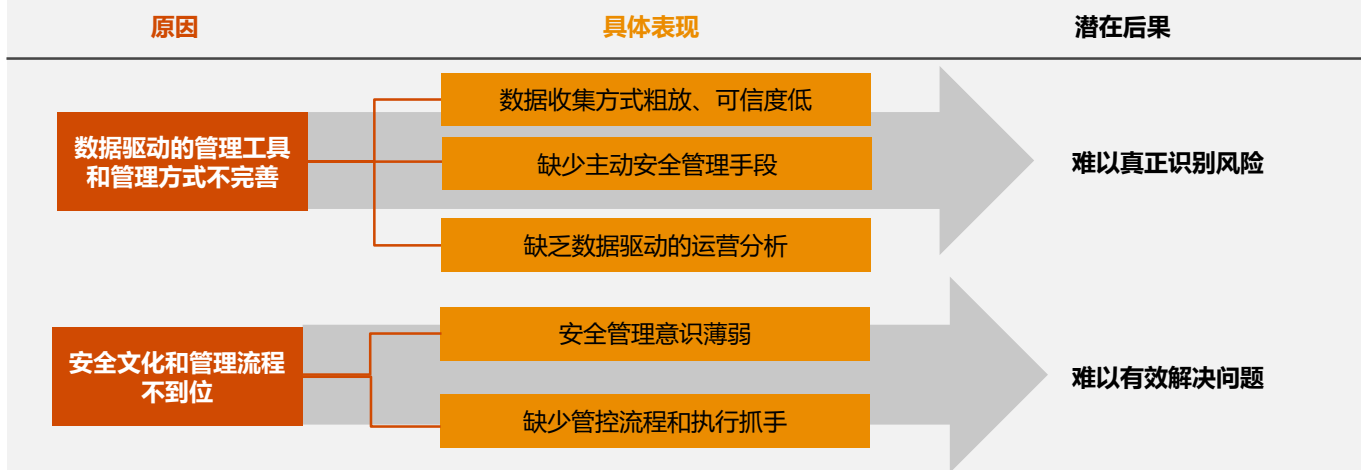 原因
具体表现
潜在后果
数据驱动的管理工具
和管理方式不完善
数据收集方式粗放、可信度低
缺少主动安全管理手段
缺乏数据驱动的运营分析
难以真正识别风险
安全文化和管理流程
不到位
安全管理意识薄弱
缺少管控流程和执行抓手
难以有效解决问题